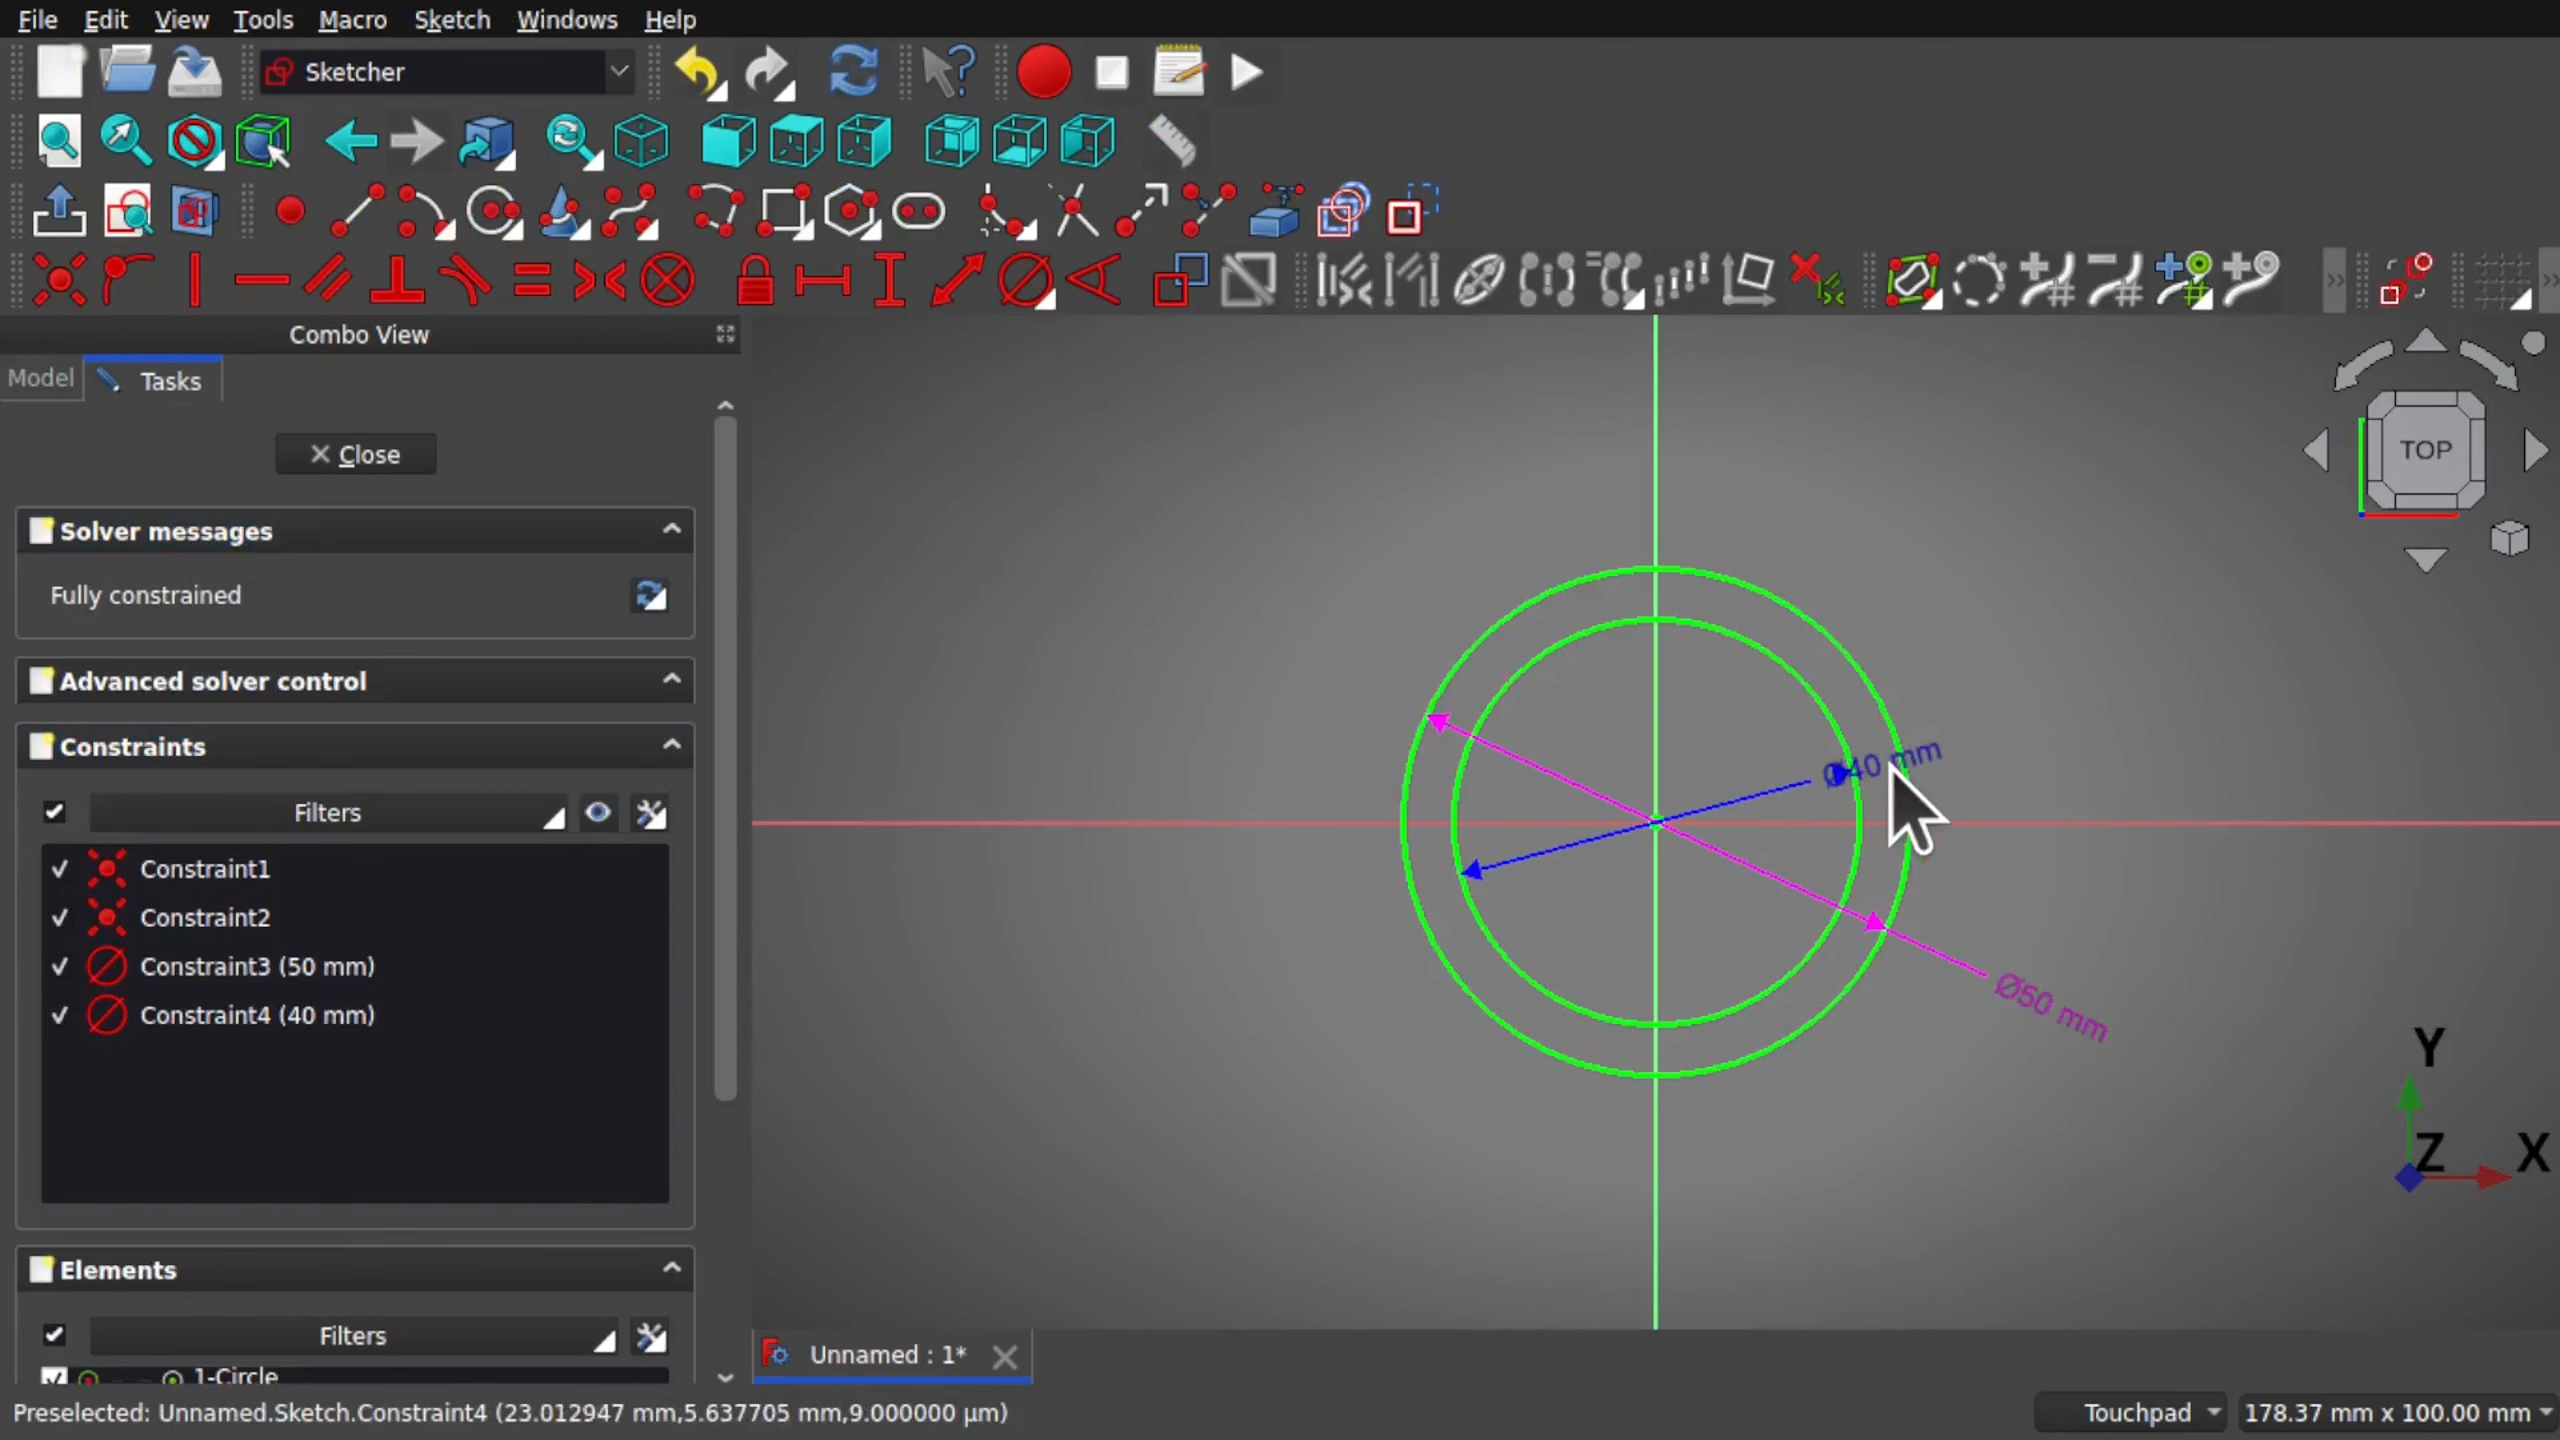 File Edit View Tools Macro Sketch Windows Help
Sketcher
Combo View
Model Tasks
Close
Solver messages
Fully constrained
Advanced solver control
Constraints
Filters
Constraint1
Constraint2
Constraint3 (50 mm)
Constraint4 (40 mm)
Elements
Filters
1-Circle
TOP
Ø40 mm
Ø50 mm
Y
Z X
Unnamed : 1*
Preselected: Unnamed.Sketch.Constraint4 (23.012947 mm,5.637705 mm,9.000000 µm)
Touchpad 178.37 mm x 100.00 mm